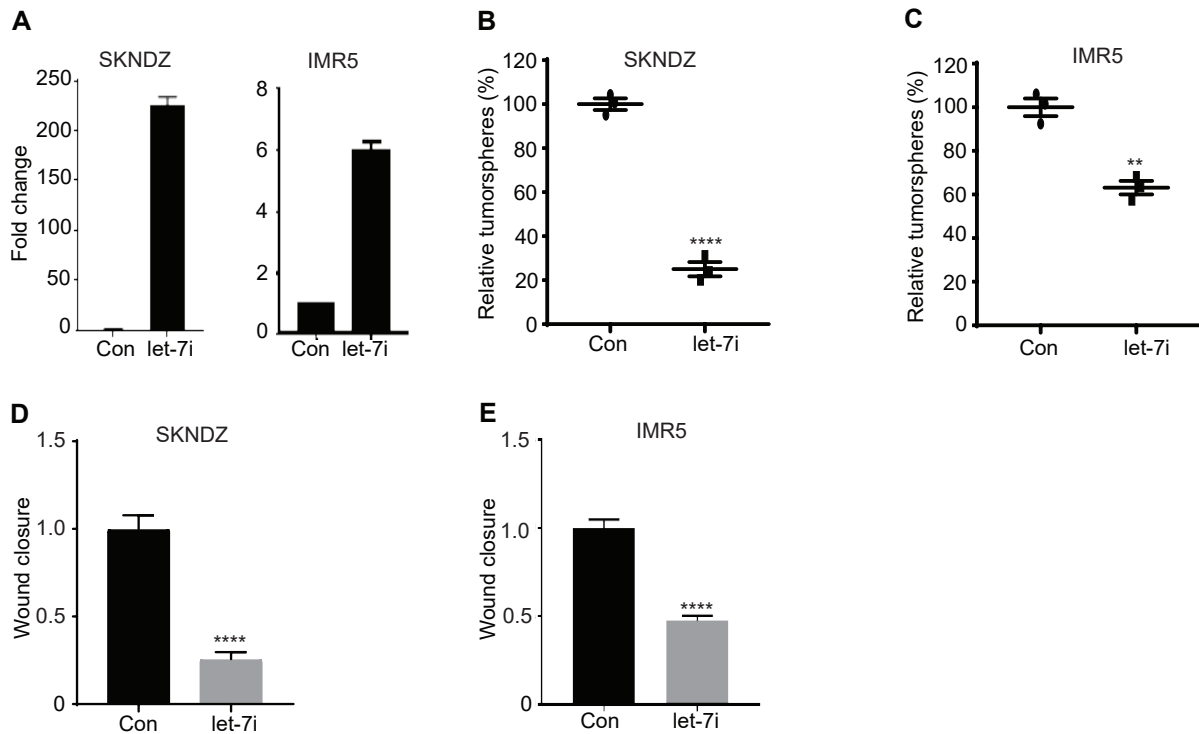 A
SKNDZ
Fold change
250
200
150
100
50
0
Con let-7i
IMR5
8
6
4
2
0
Con let-7i
B
SKNDZ
Relative tumorspheres (%)
120
100
80
60
40
20
0
****
Con let-7i
C
IMR5
Relative tumorspheres (%)
120
100
80
60
40
20
0
**
Con let-7i
D
SKNDZ
Wound closure
1.5
1.0
0.5
0
****
Con let-7i
E
IMR5
Wound closure
1.5
1.0
0.5
0
****
Con let-7i